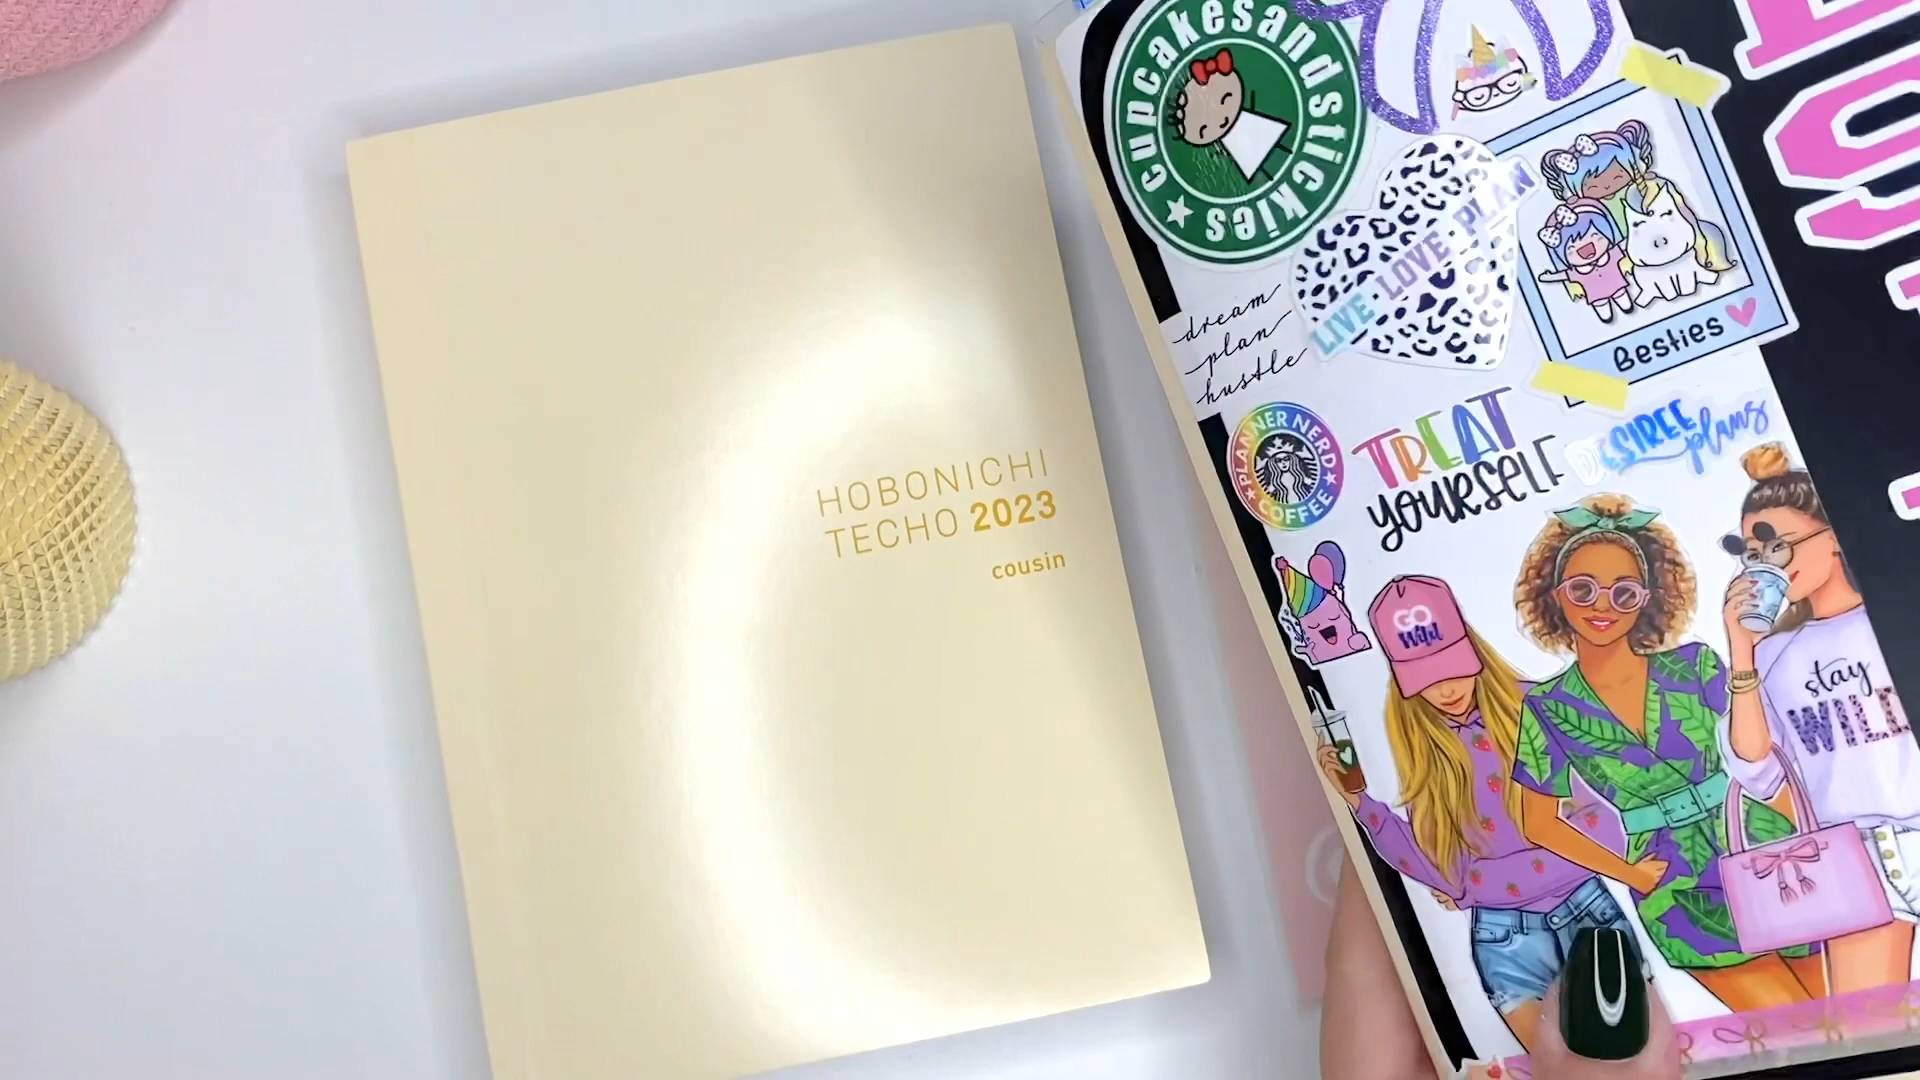 HOBONICHI
TECHO 2023
cousin
cupcakesandstickies
LIVE · LOVE · PLAN
dream
plan
hustle
Besties
PLANNER NERD
COFFEE
TREAT
yourself
DESIREE
plans
GO
Wild
stay
WILD